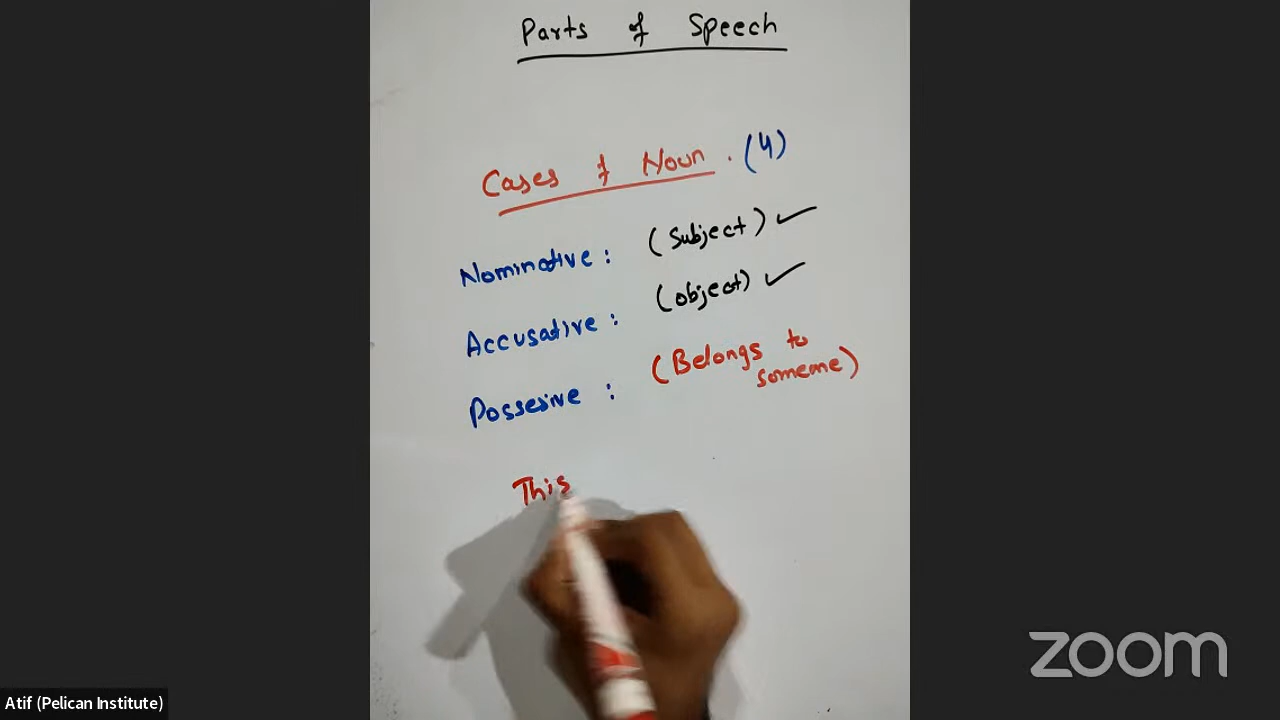 Parts of Speech
Cases of Noun . (4)
Nominative : (Subject) ✓
Accusative : (object) ✓
Possesive : (Belongs to
someone)
This
Atif (Pelican Institute)
zoom